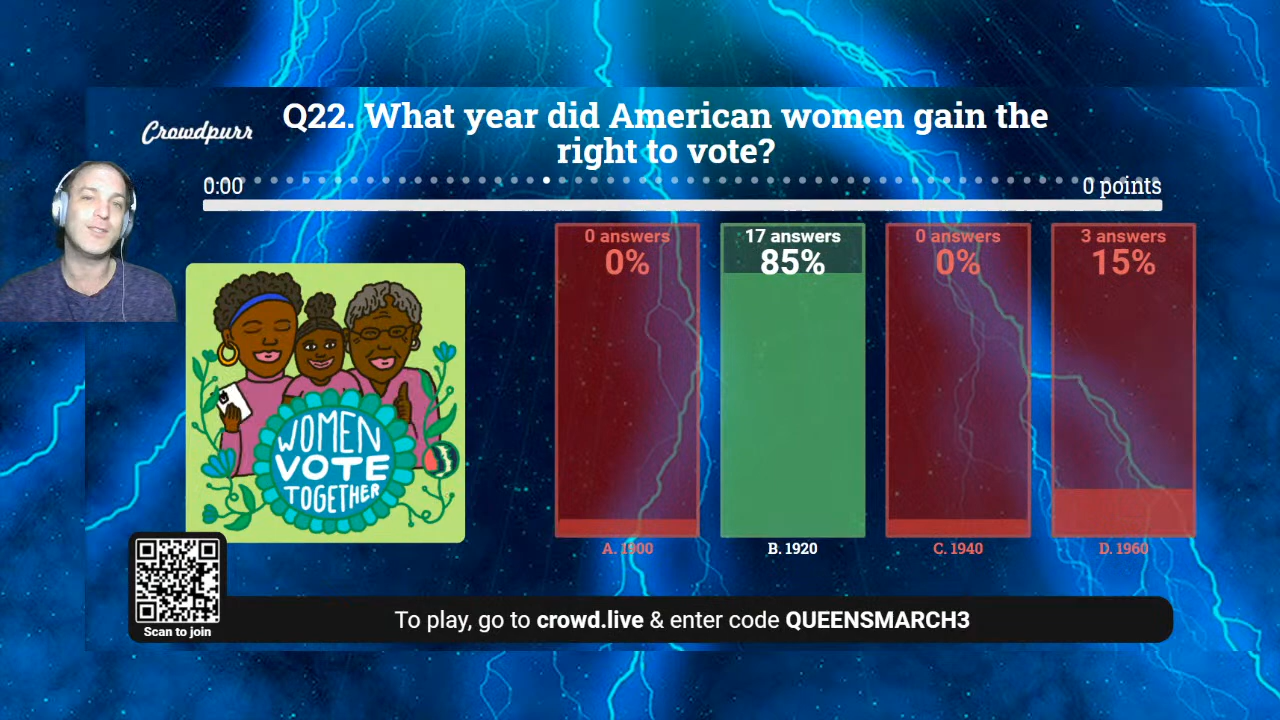 Crowdpurr
Q22. What year did American women gain the
right to vote?
0:00
0 points
0 answers
0%
17 answers
85%
0 answers
0%
3 answers
15%
WOMEN
VOTE
TOGETHER
A. 1900
B. 1920
C. 1940
D. 1960
Scan to join
To play, go to crowd.live & enter code QUEENSMARCH3